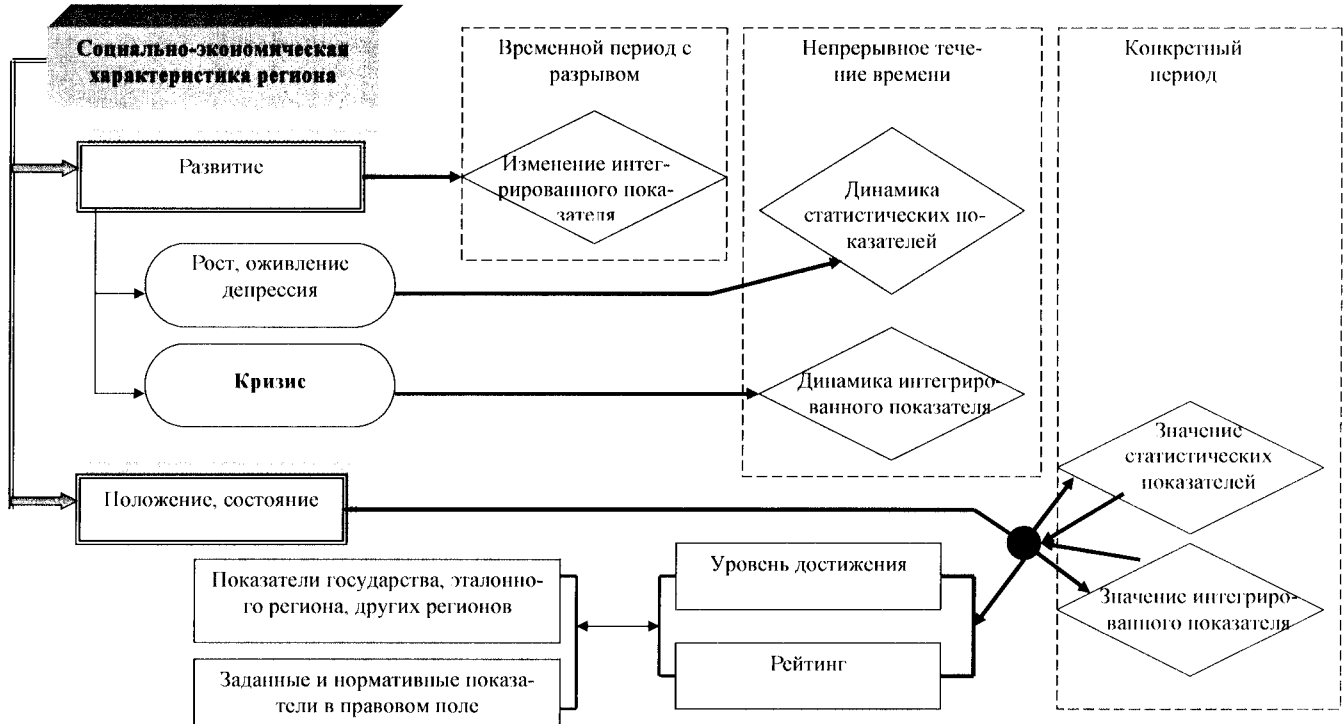 Социально-экономическая
характеристика региона
Временной период с
разрывом
Непрерывное тече-
ние времени
Конкретный
период
Развитие
Изменение интег-
рированного пока-
зателя
Динамика
статистических по-
казателей
Рост, оживление
депрессия
Кризис
Динамика интегриро-
ванного показателя
Значение
статистических
показателей
Положение, состояние
Показатели государства, эталонно-
го региона, других регионов
Уровень достижения
Значение интегриро-
ванного показателя
Рейтинг
Заданные и нормативные показа-
тели в правовом поле